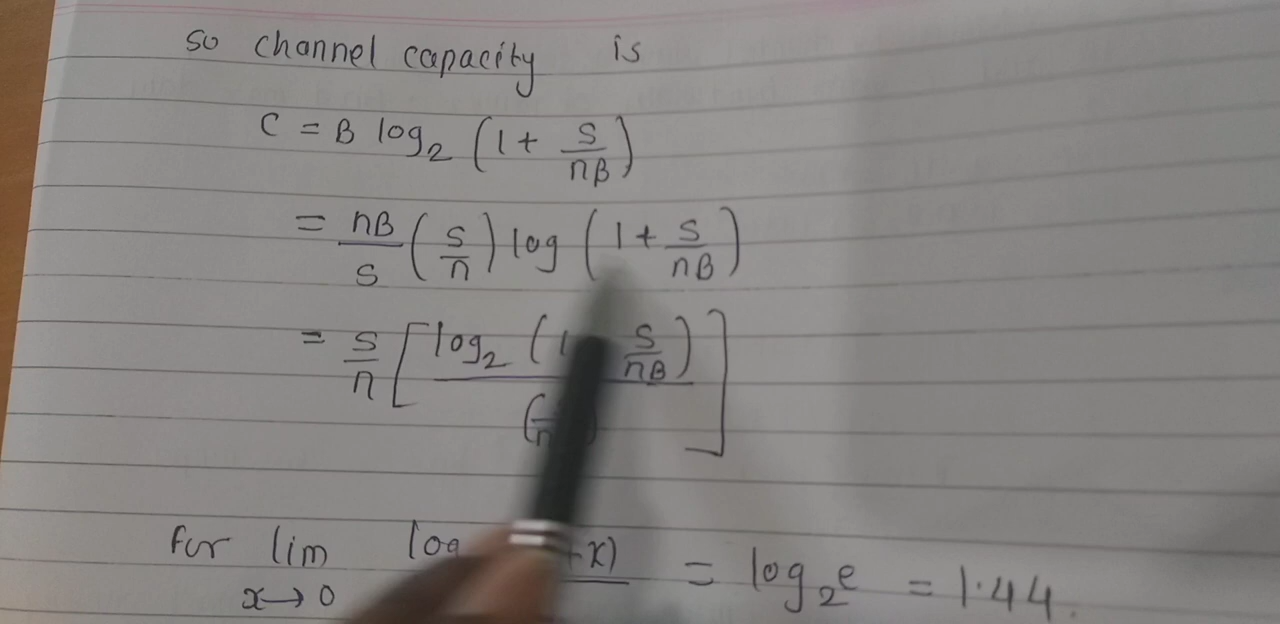 so channel capacity is
C = B log₂ (1 + S/nB)
= nB/S (S/n) log (1 + S/nB)
= S/n [ log₂ (1 S/nB) / ( ) ]
For lim x→0 log +x) = log₂e = 1.44.